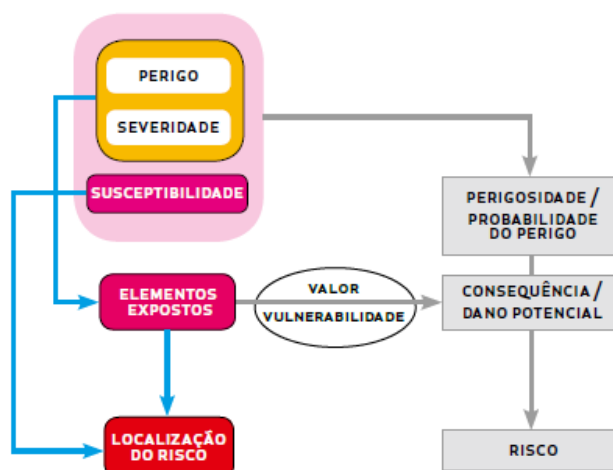 PERIGO
SEVERIDADE
SUSCEPTIBILIDADE
PERIGOSIDADE /
PROBABILIDADE
DO PERIGO
ELEMENTOS
EXPOSTOS
VALOR
VULNERABILIDADE
CONSEQUÊNCIA /
DANO POTENCIAL
LOCALIZAÇÃO
DO RISCO
RISCO